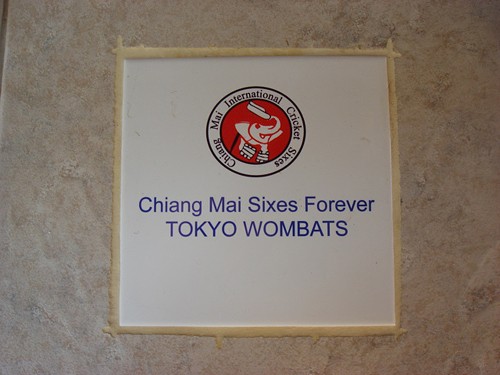 Chiang Mai International Cricket Sixes
Chiang Mai Sixes Forever
TOKYO WOMBATS